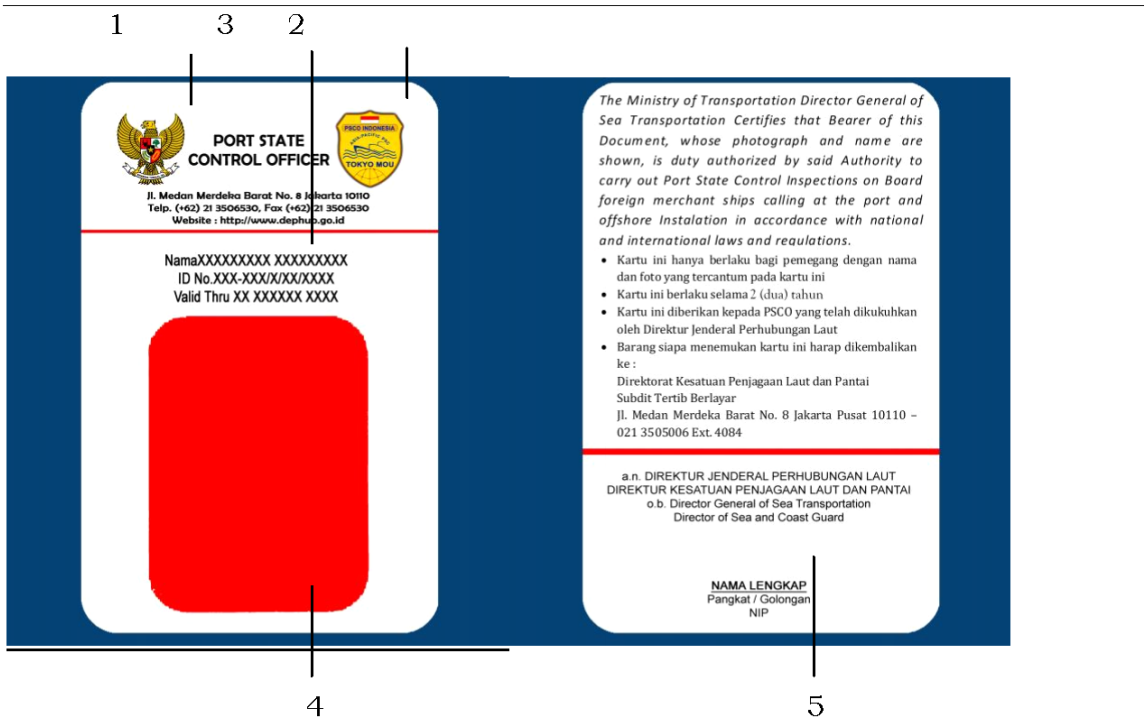 1 3 2
PORT STATE
CONTROL OFFICER
PSCO INDONESIA
ASIA-PACIFIC PSC
TOKYO MOU
Jl. Medan Merdeka Barat No. 8 Jakarta 10110
Telp. (+62) 21 3506530, Fax (+62) 21 3506530
Website : http://www.dephub.go.id
NamaXXXXXXXXX XXXXXXXXX
ID No.XXX-XXX/X/XX/XXXX
Valid Thru XX XXXXXX XXXX
4
The Ministry of Transportation Director General of
Sea Transportation Certifies that Bearer of this
Document, whose photograph and name are
shown, is duty authorized by said Authority to
carry out Port State Control Inspections on Board
foreign merchant ships calling at the port and
offshore Instalation in accordance with national
and international laws and regulations.
• Kartu ini hanya berlaku bagi pemegang dengan nama
dan foto yang tercantum pada kartu ini
• Kartu ini berlaku selama 2 (dua) tahun
• Kartu ini diberikan kepada PSCO yang telah dikukuhkan
oleh Direktur Jenderal Perhubungan Laut
• Barang siapa menemukan kartu ini harap dikembalikan
ke :
Direktorat Kesatuan Penjagaan Laut dan Pantai
Subdit Tertib Berlayar
Jl. Medan Merdeka Barat No. 8 Jakarta Pusat 10110 –
021 3505006 Ext. 4084
a.n. DIREKTUR JENDERAL PERHUBUNGAN LAUT
DIREKTUR KESATUAN PENJAGAAN LAUT DAN PANTAI
o.b. Director General of Sea Transportation
Director of Sea and Coast Guard
NAMA LENGKAP
Pangkat / Golongan
NIP
5